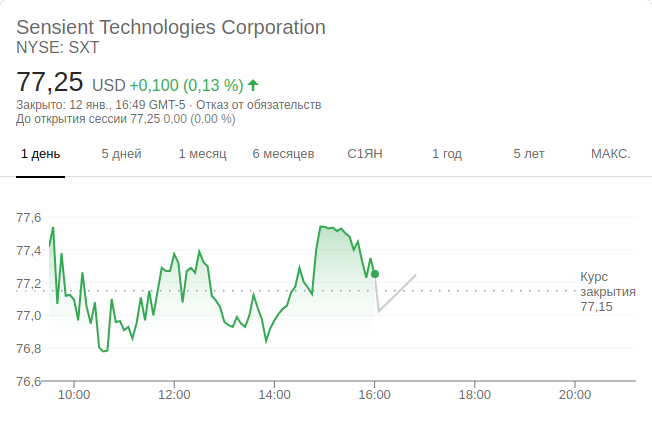 Sensient Technologies Corporation
NYSE: SXT
77,25 USD +0,100 (0,13 %)
Закрыто: 12 янв., 16:49 GMT-5 · Отказ от обязательств
До открытия сессии 77,25 0,00 (0,00 %)
1 день 5 дней 1 месяц 6 месяцев С1ЯН 1 год 5 лет МАКС.
77,6
77,4
77,2
77,0
76,8
76,6
Курс
закрытия
77,15
10:00 12:00 14:00 16:00 18:00 20:00